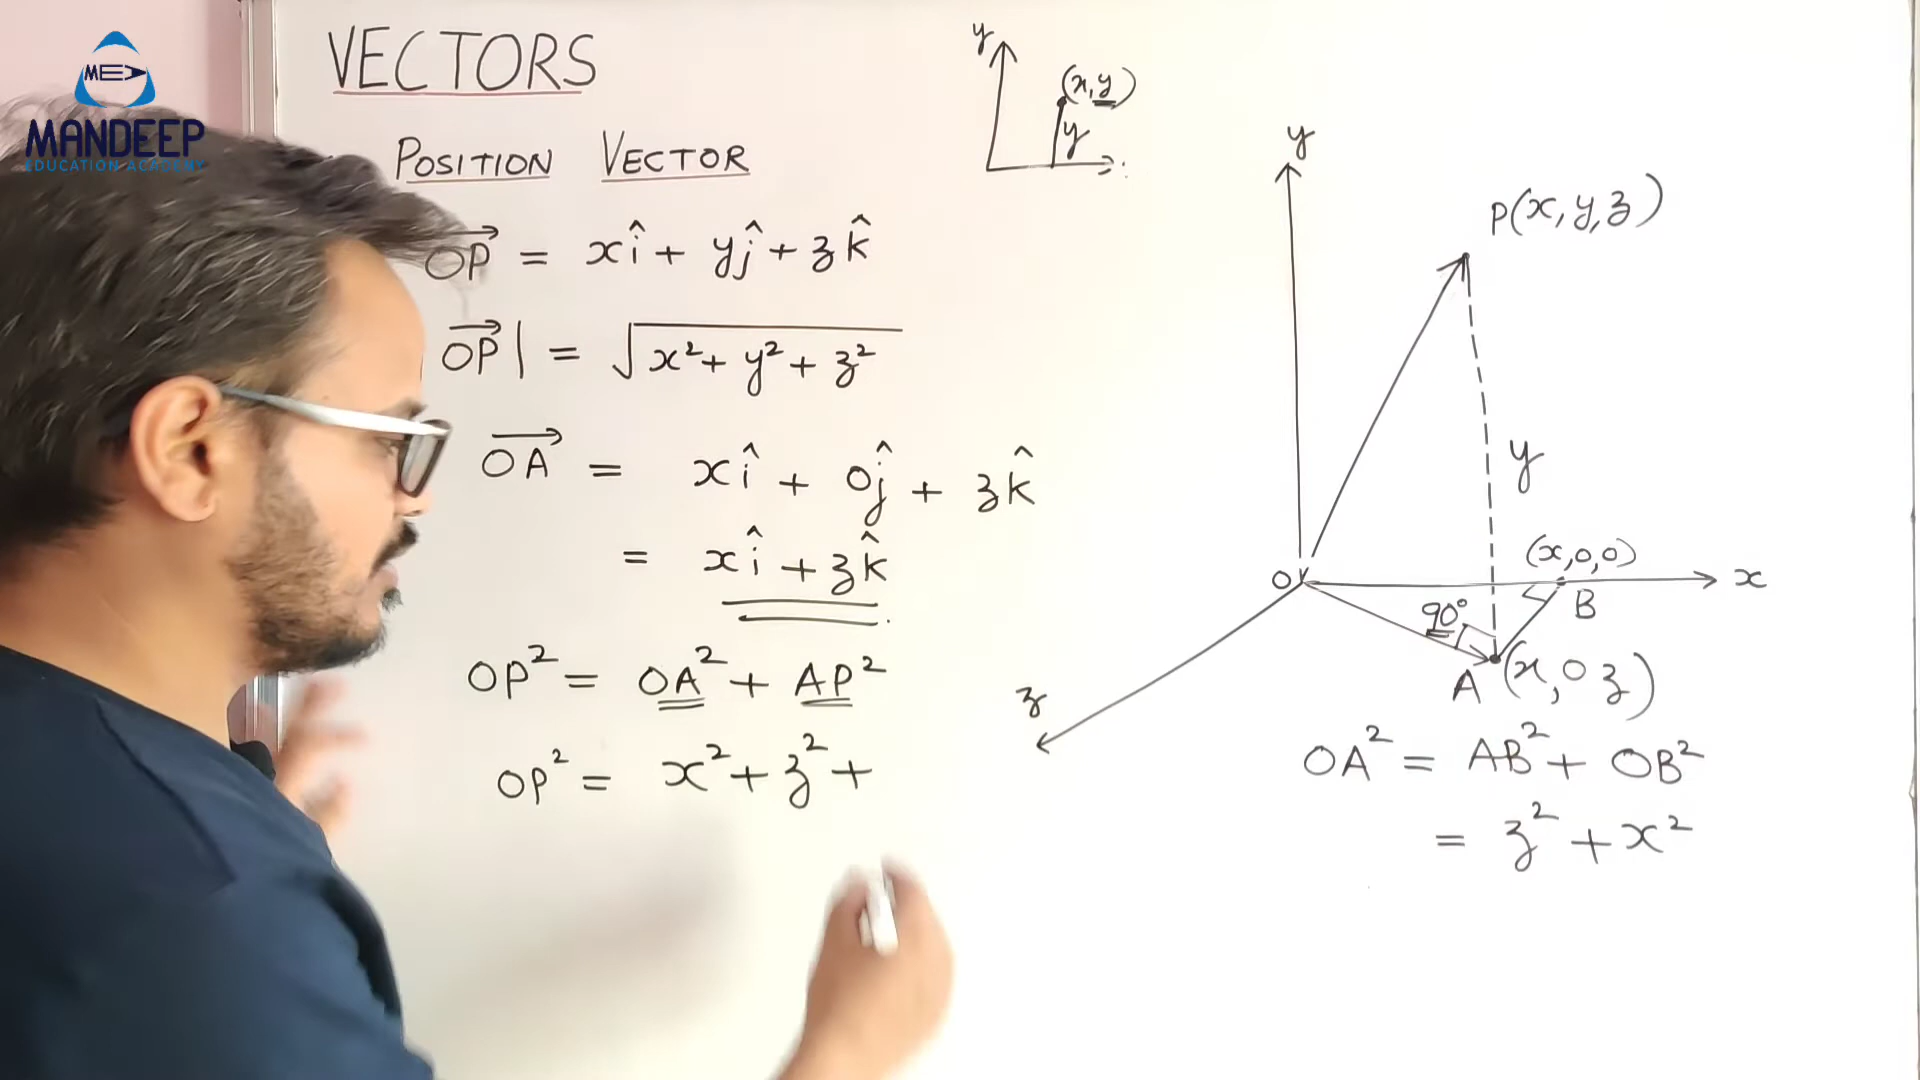 MED
MANDEEP
EDUCATION ACADEMY
VECTORS
POSITION VECTOR
OP⃗ = xî + yĵ + zk̂
OP⃗| = √x² + y² + z²
OA⃗ = xî + 0ĵ + zk̂
= xî + zk̂
OP² = OA² + AP²
OP² = x² + z² +
y
(x, y)
y
y
P(x, y, z)
y
(x, 0, 0)
O
x
90°
B
A (x, 0 z)
z
OA² = AB² + OB²
= z² + x²